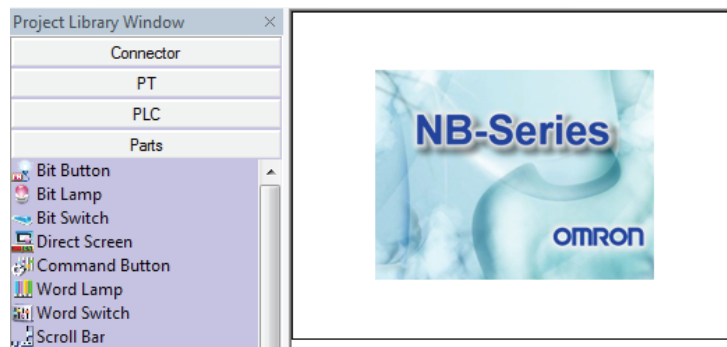 Project Library Window
Connector
PT
PLC
Parts
Bit Button
Bit Lamp
Bit Switch
Direct Screen
Command Button
Word Lamp
Word Switch
Scroll Bar
NB-Series
OMRON